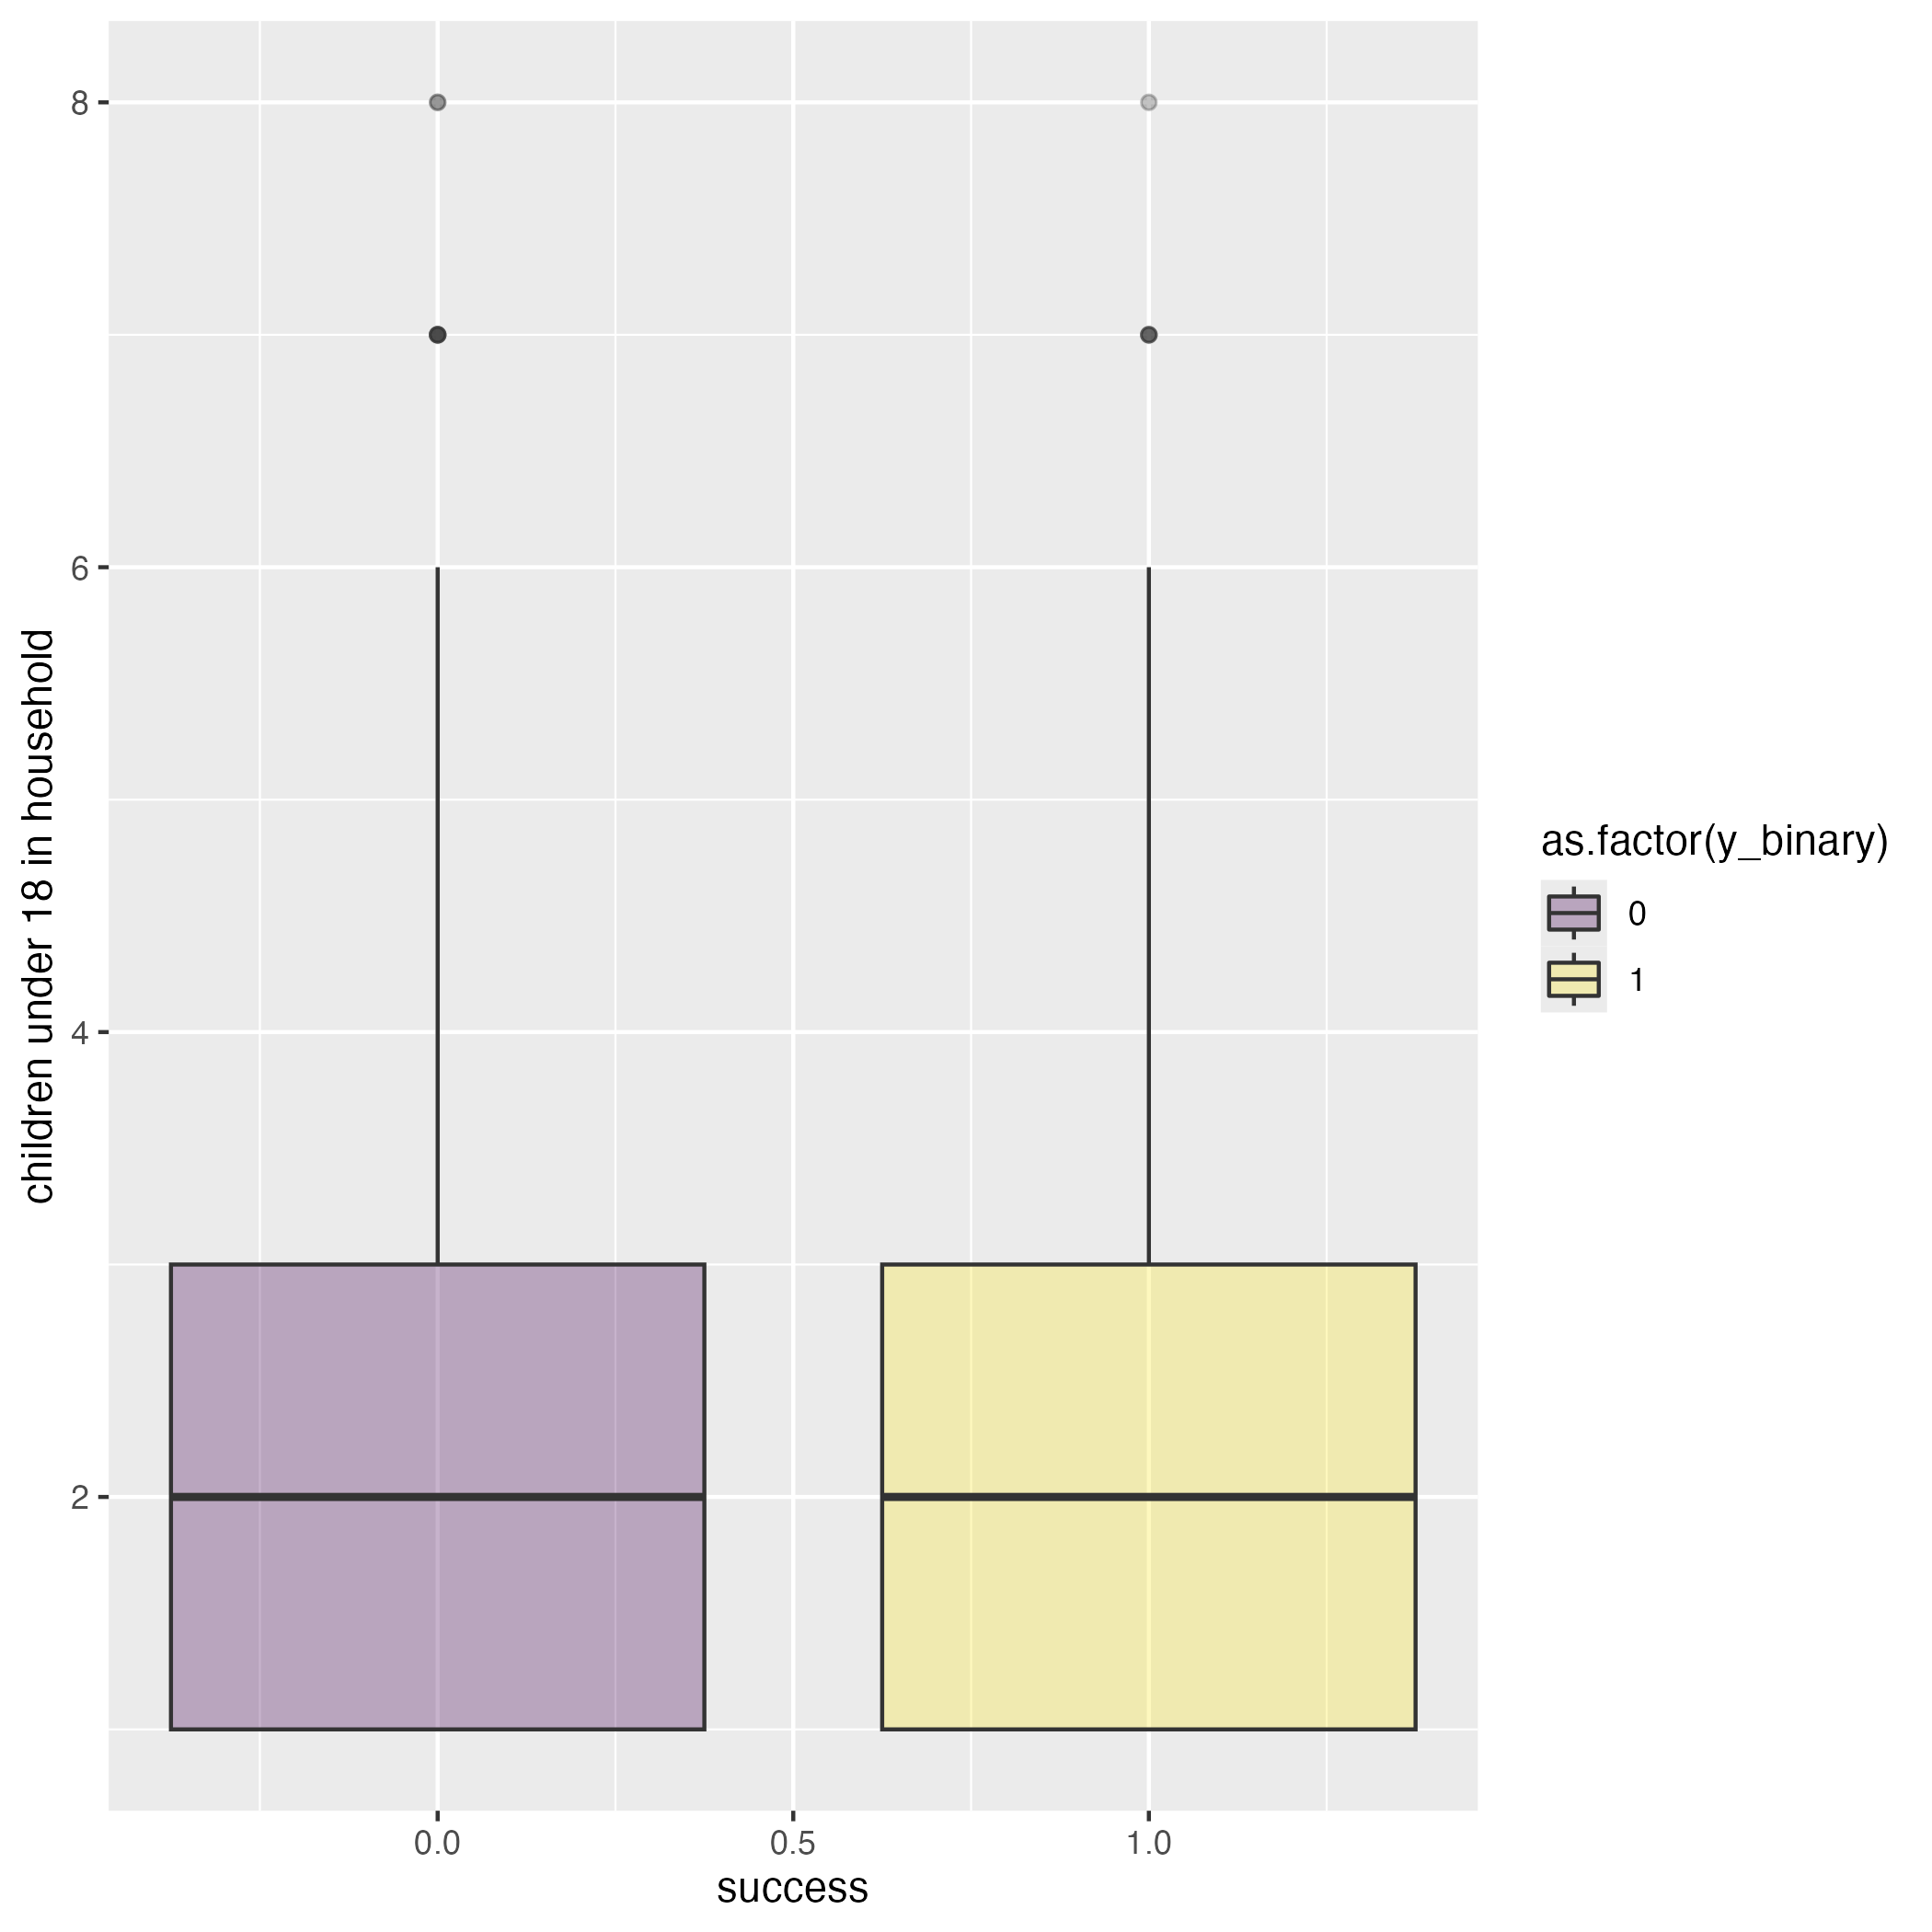 8
6
4
2
children under 18 in household
0.0 0.5 1.0
success
as.factor(y_binary)
0
1